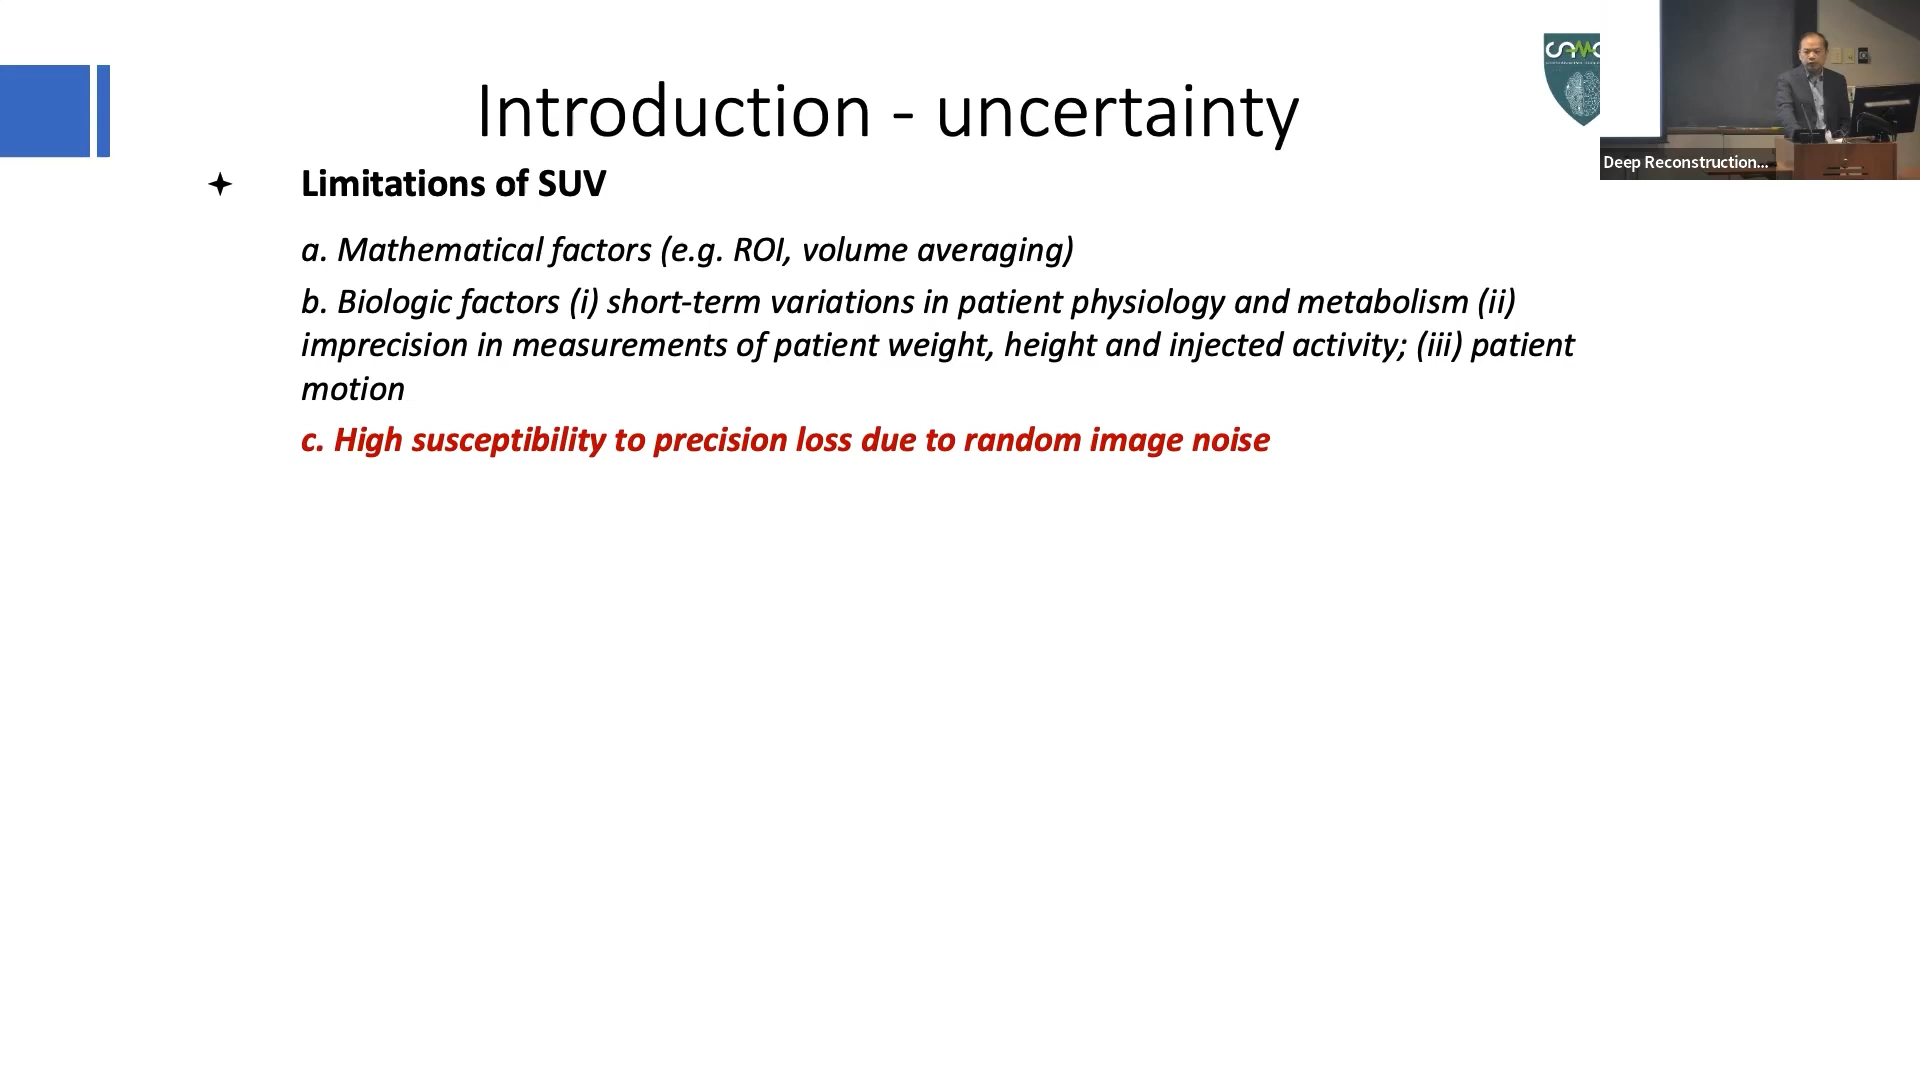 Introduction - uncertainty
Limitations of SUV
a. Mathematical factors (e.g. ROI, volume averaging)
b. Biologic factors (i) short-term variations in patient physiology and metabolism (ii)
imprecision in measurements of patient weight, height and injected activity; (iii) patient
motion
c. High susceptibility to precision loss due to random image noise
Deep Reconstruction...